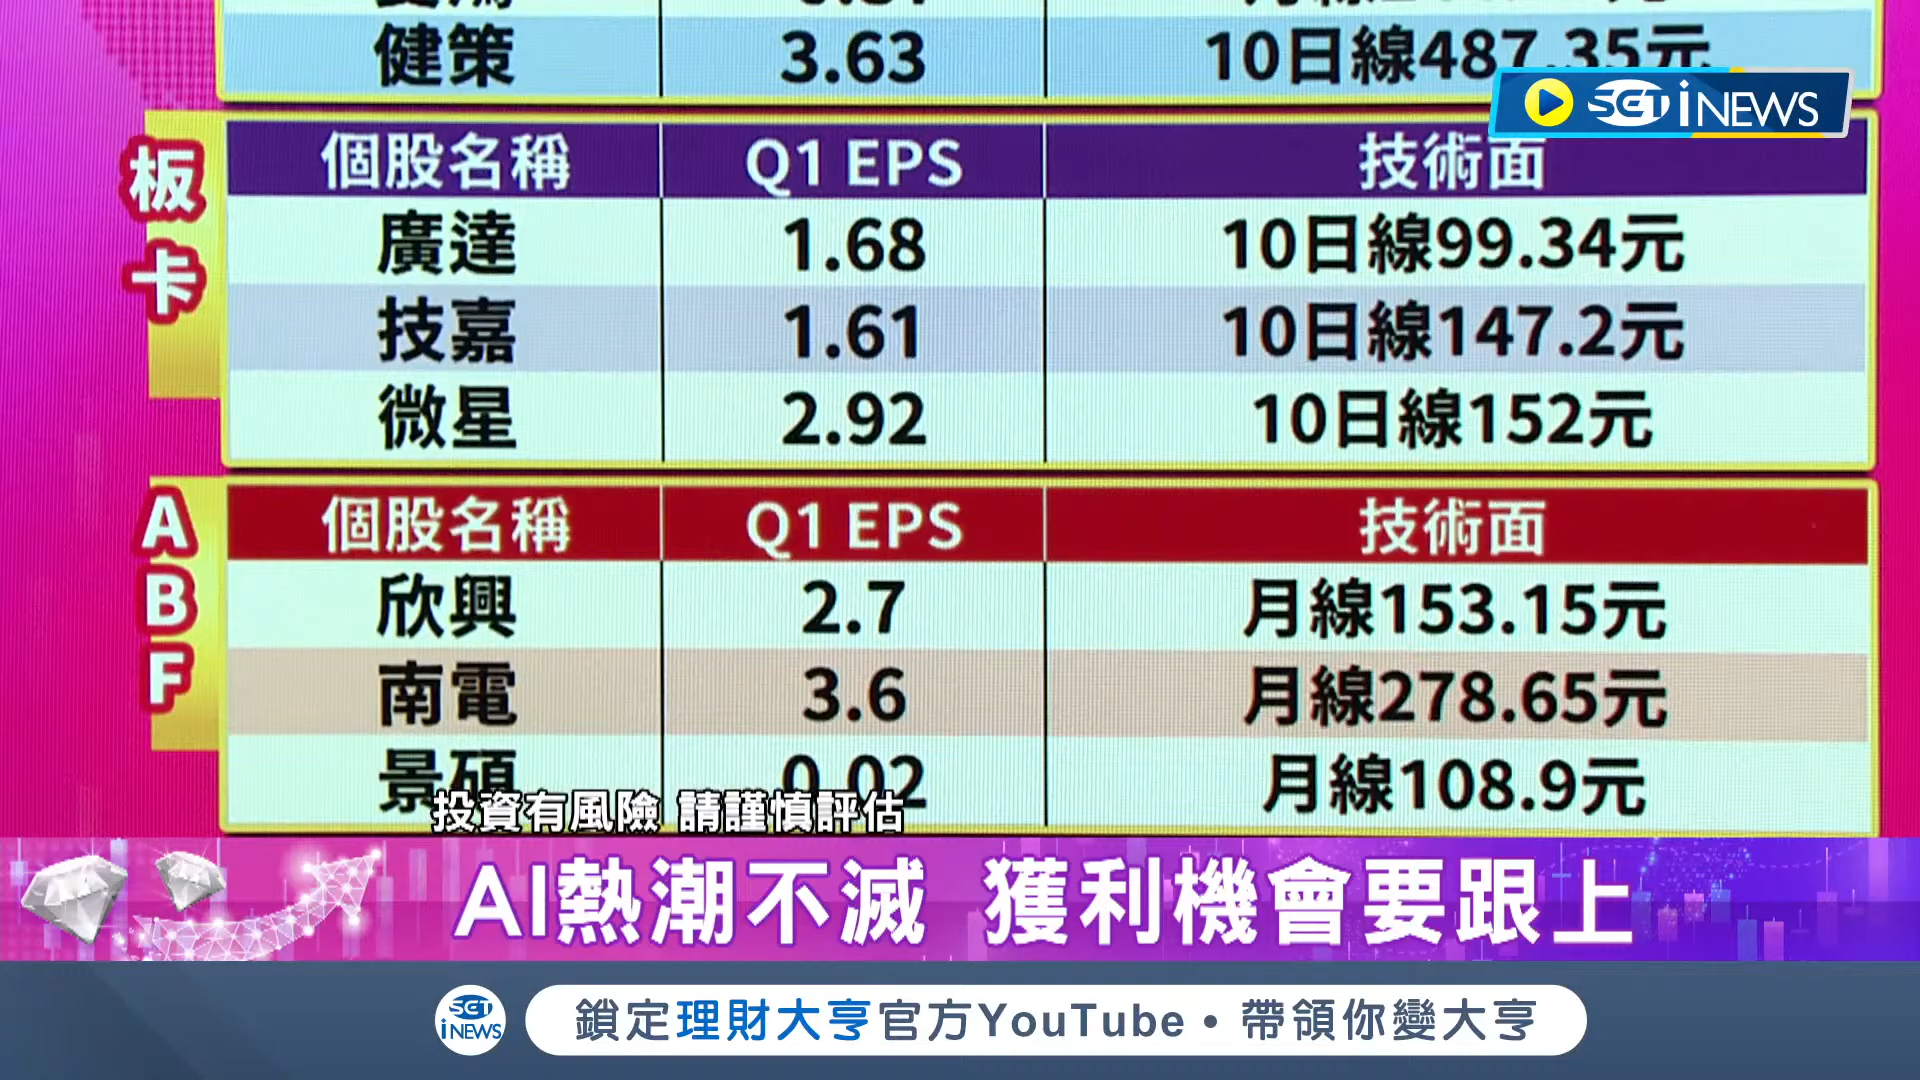 健策 3.63 10日線487.35元
SET iNEWS
板卡
個股名稱 Q1 EPS 技術面
廣達 1.68 10日線99.34元
技嘉 1.61 10日線147.2元
微星 2.92 10日線152元
ABF
個股名稱 Q1 EPS 技術面
欣興 2.7 月線153.15元
南電 3.6 月線278.65元
景碩 0.02 月線108.9元
投資有風險 請謹慎評估
AI熱潮不滅 獲利機會要跟上
SET iNEWS
鎖定理財大亨官方YouTube•帶領你變大亨